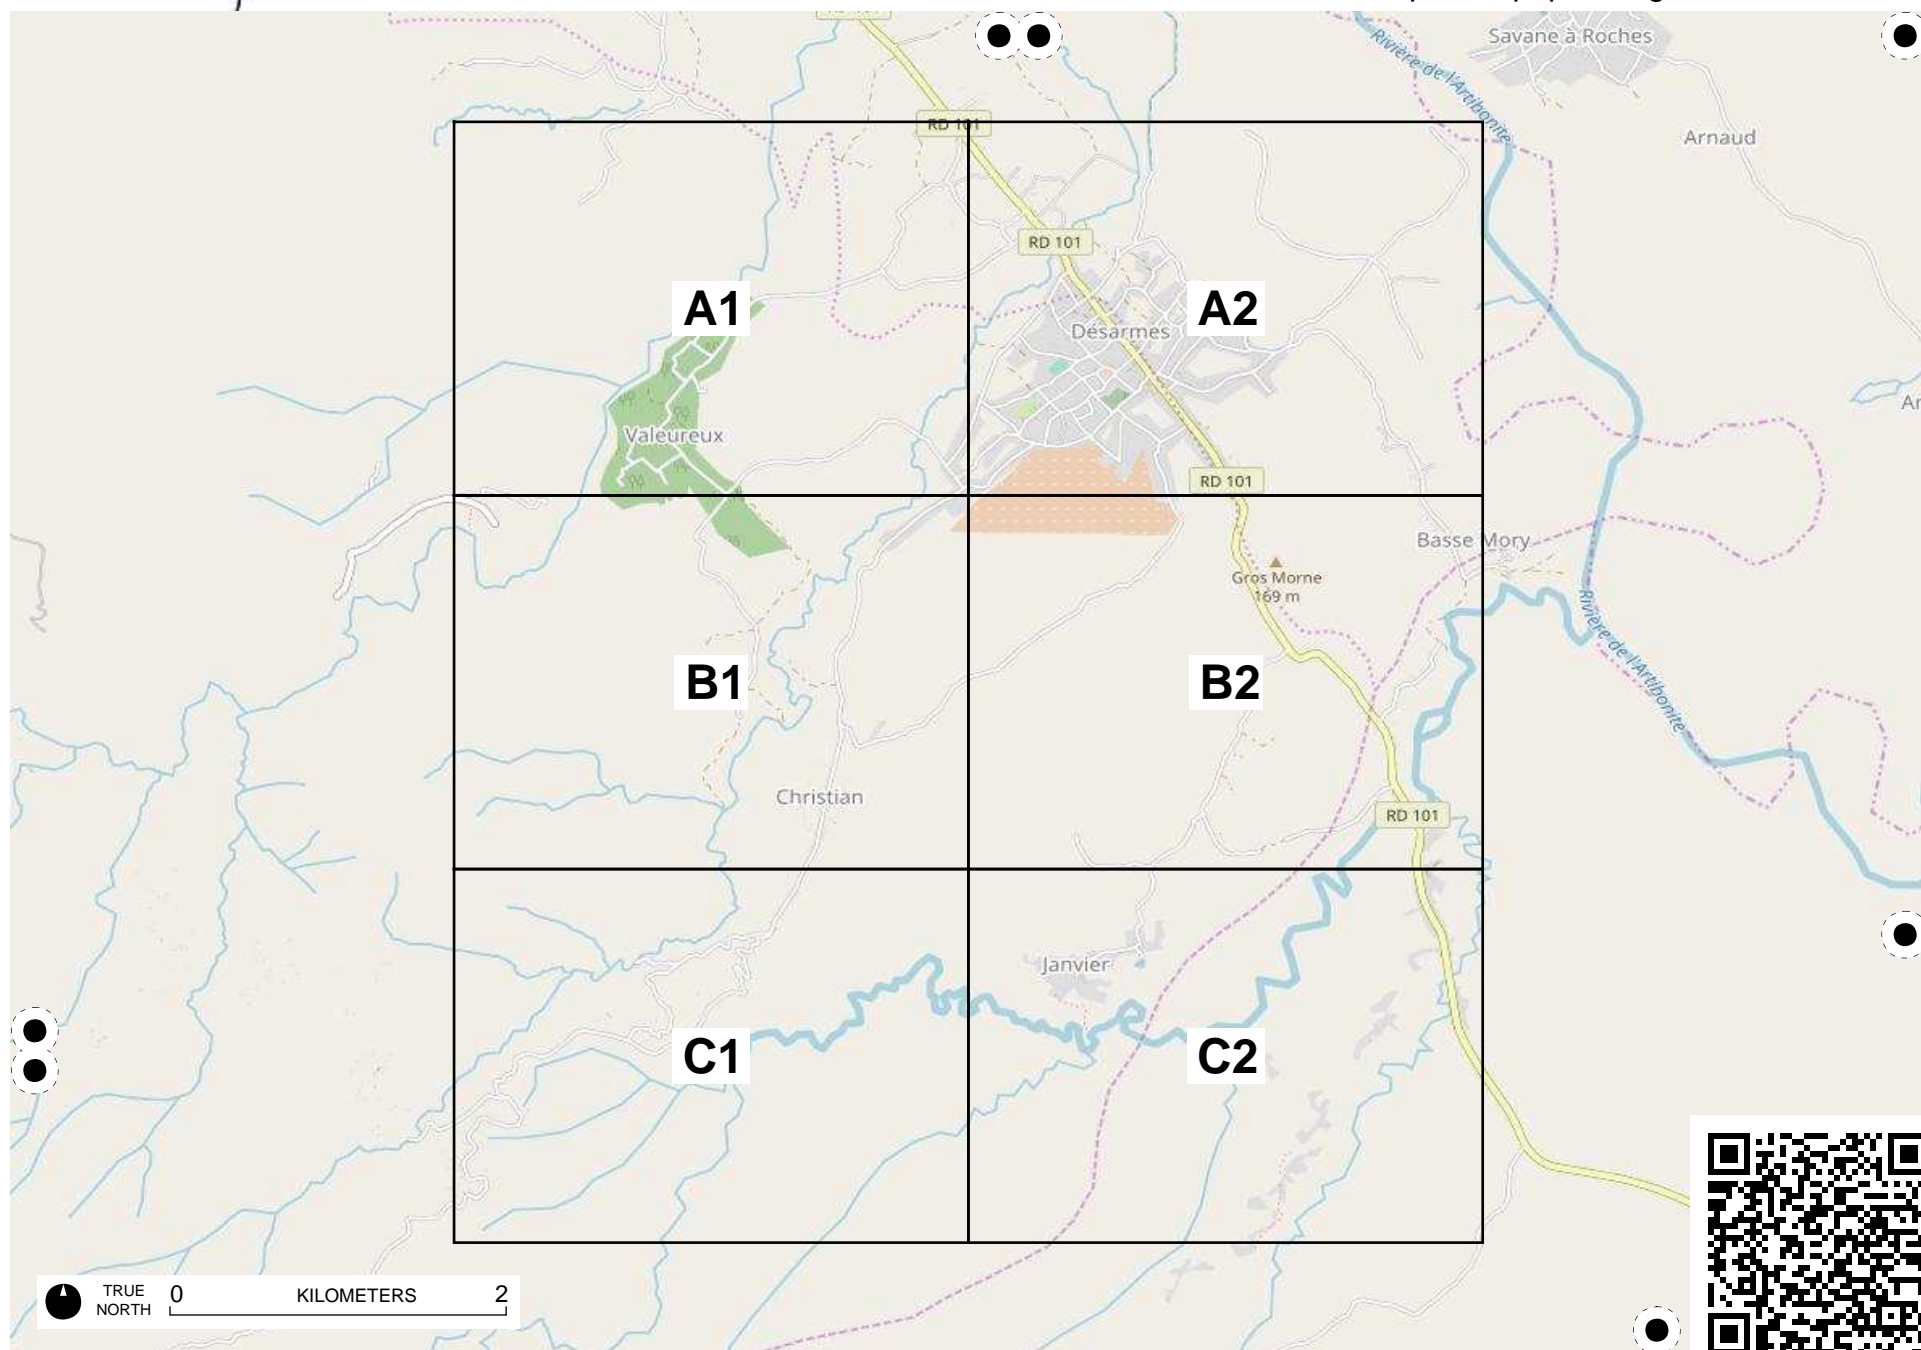 Savane à Roches
Rivière de l'Artibonite
Arnaud
RD 101
RD 101
A1
A2
Désarmes
Valeureux
RD 101
Basse Mory
Gros Morne
169 m
Rivière de l'Artibonite
B1
B2
Christian
RD 101
Janvier
C1
C2
TRUE
NORTH
0 KILOMETERS 2